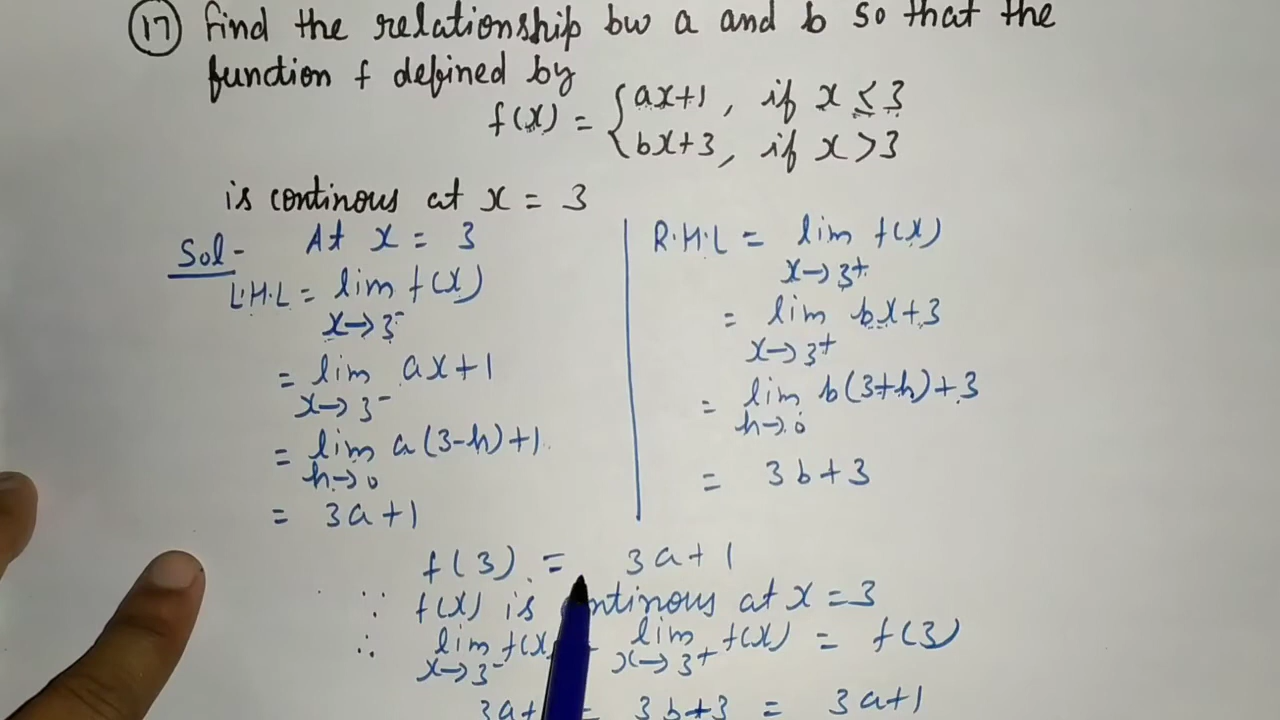 (17) Find the relationship bw a and b so that the
function f defined by
f(x) = { ax+1, if x ≤ 3
bx+3, if x > 3
is continous at x = 3
Sol- At x = 3
L.H.L = lim f(x)
x→3⁻
= lim ax+1
x→3⁻
= lim a(3-h)+1
h→0
= 3a+1
R.H.L = lim f(x)
x→3+
= lim bx+3
x→3+
= lim b(3+h)+3
h→0
= 3b+3
f(3) = 3a+1
∵ f(x) is continous at x = 3
∴ lim f(x) = lim f(x) = f(3)
x→3⁻ x→3+
3a+ = 3b+3 = 3a+1